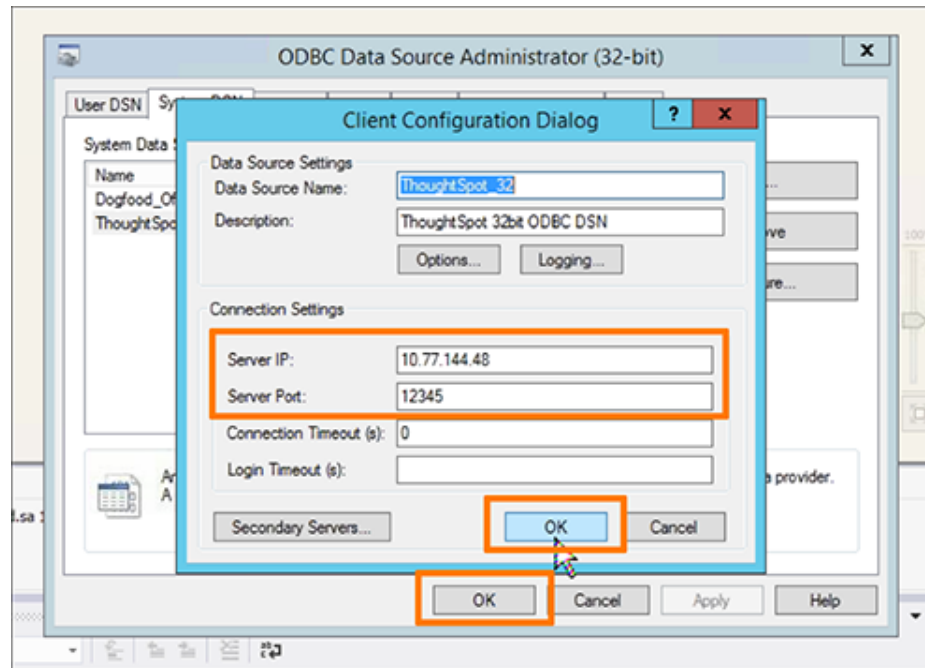 ODBC Data Source Administrator (32-bit)
x
User DSN
Client Configuration Dialog
?
x
System Data
Name
Dogfood_Of
ThoughtSpo
Data Source Settings
Data Source Name: ThoughtSpot_32
Description: ThoughtSpot 32bit ODBC DSN
Options... Logging...
Connection Settings
Server IP: 10.77.144.48
Server Port: 12345
Connection Timeout (s): 0
Login Timeout (s):
Secondary Servers... OK Cancel
a provider.
A
OK Cancel Apply Help
100